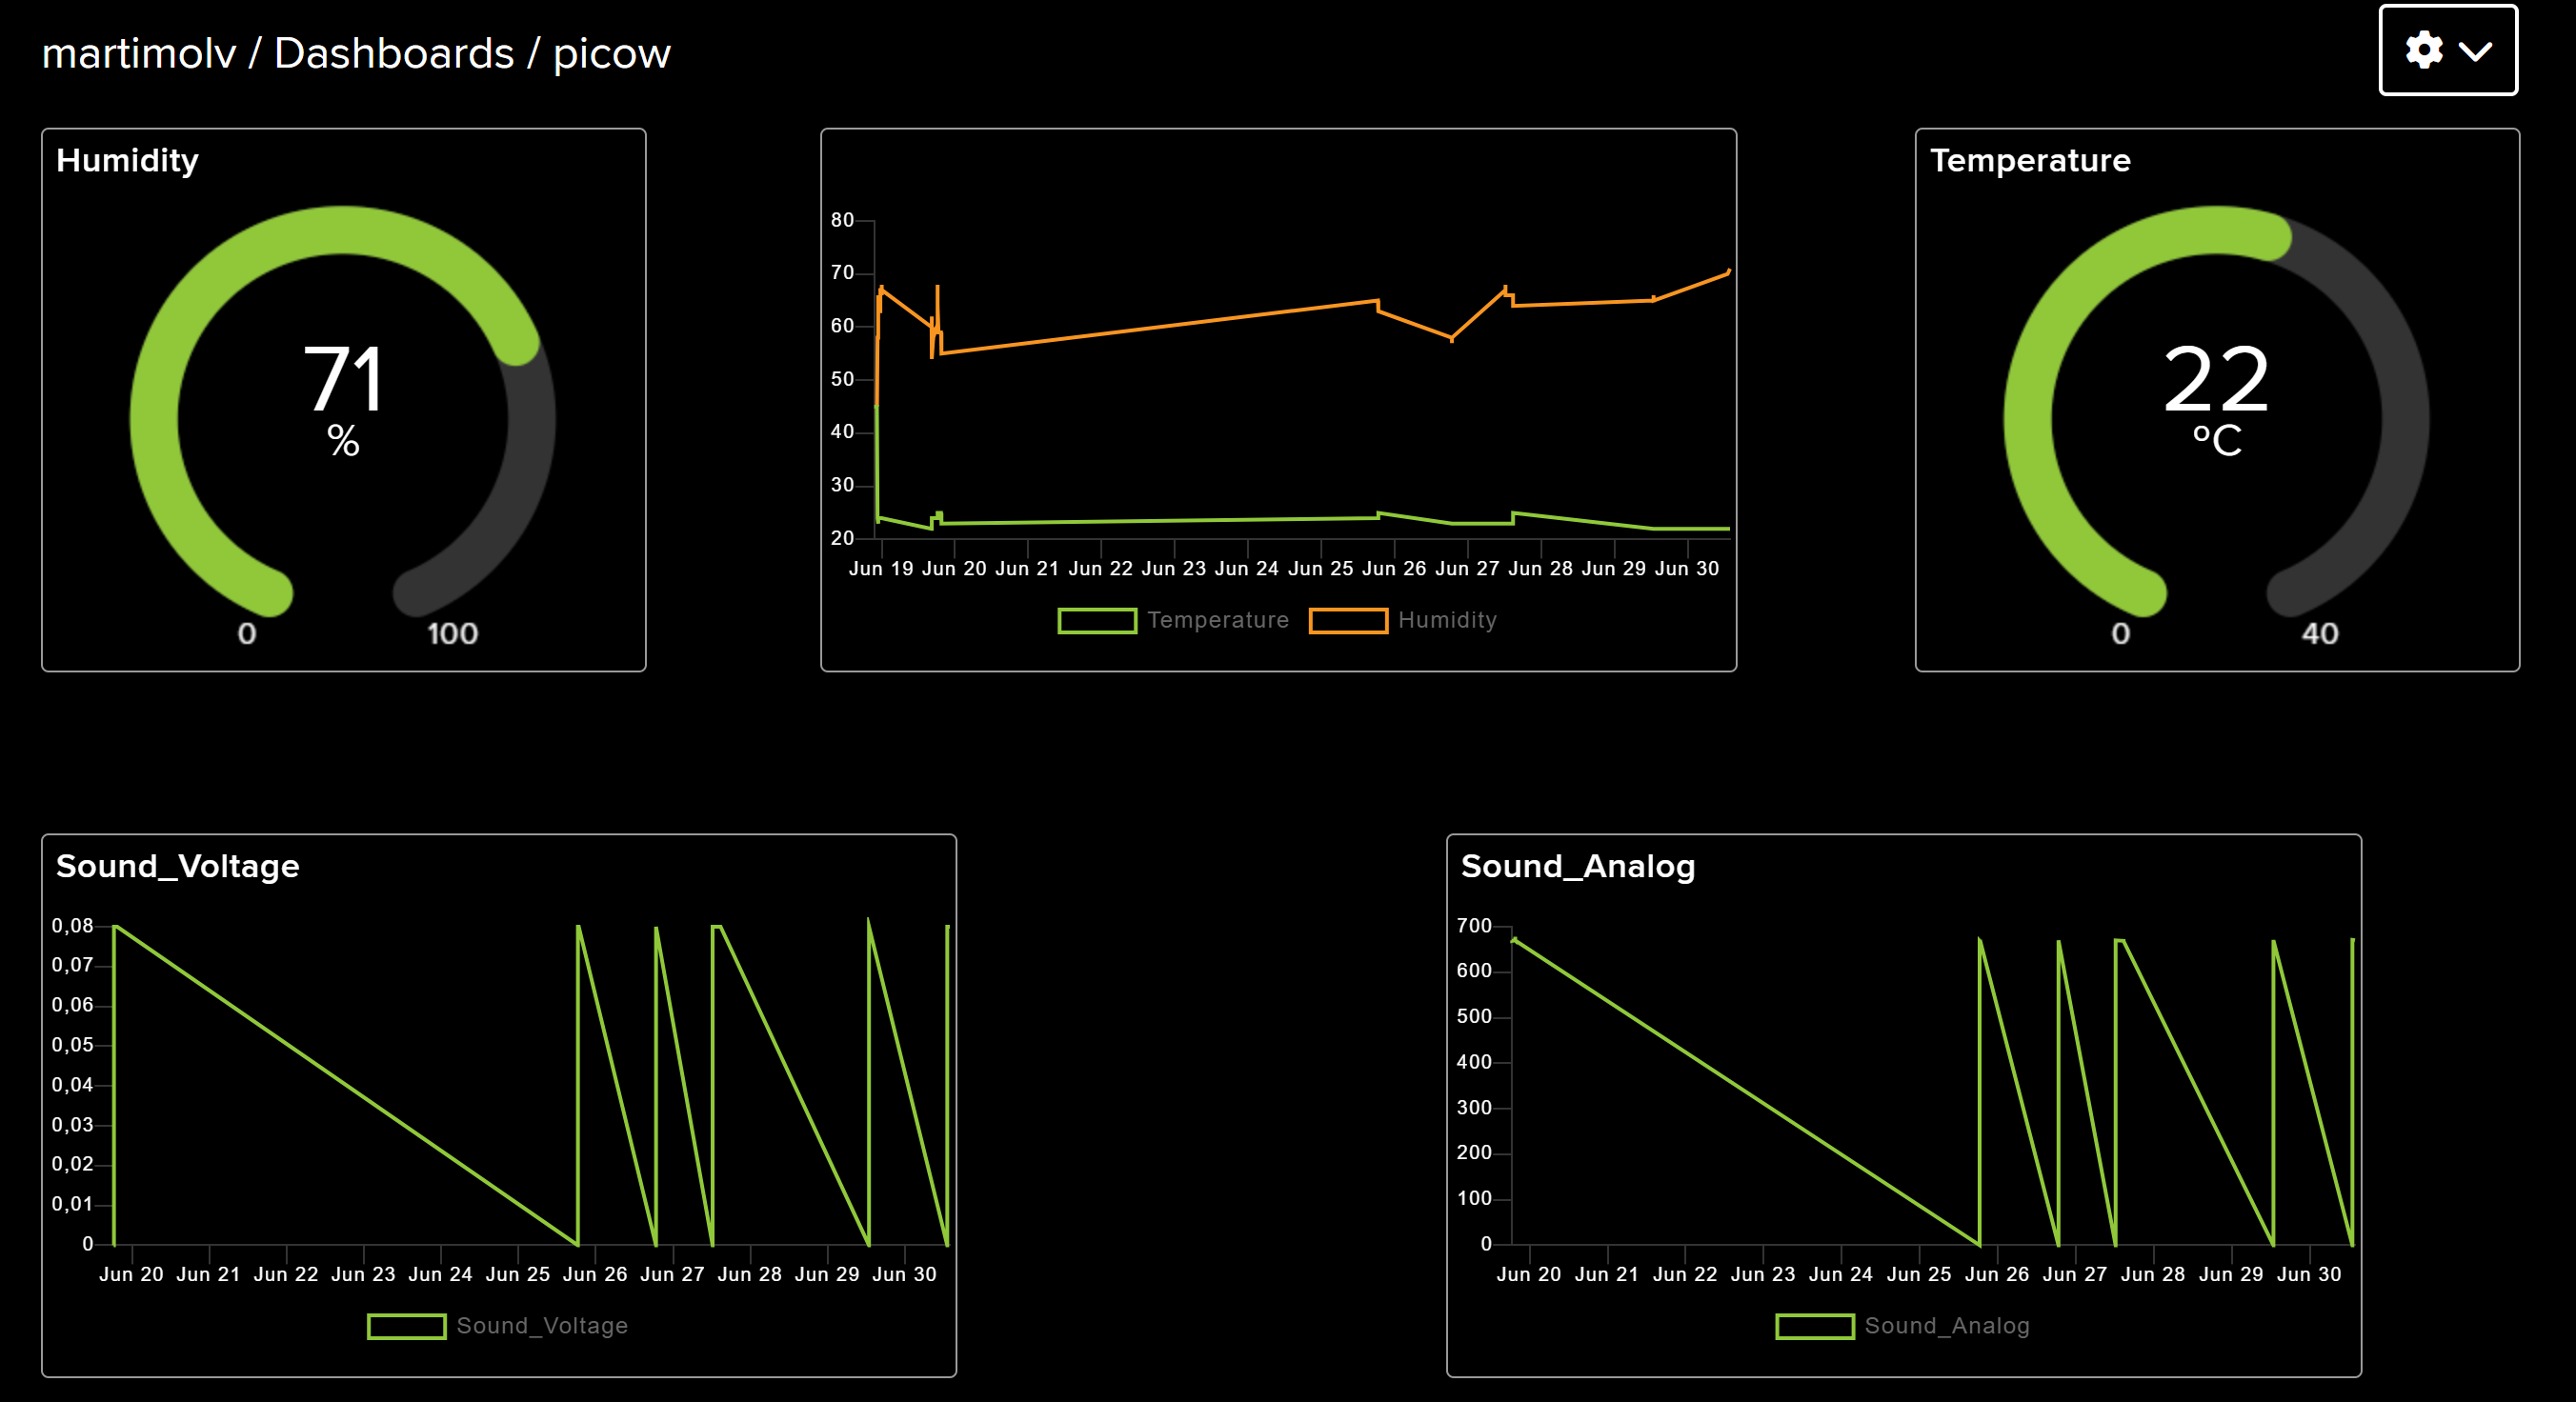 martimolv / Dashboards / picow
Humidity
71
%
0 100
80
70
60
50
40
30
20
Jun 19 Jun 20 Jun 21 Jun 22 Jun 23 Jun 24 Jun 25 Jun 26 Jun 27 Jun 28 Jun 29 Jun 30
Temperature Humidity
Temperature
22
ºC
0 40
Sound_Voltage
0,08
0,07
0,06
0,05
0,04
0,03
0,02
0,01
0
Jun 20 Jun 21 Jun 22 Jun 23 Jun 24 Jun 25 Jun 26 Jun 27 Jun 28 Jun 29 Jun 30
Sound_Voltage
Sound_Analog
700
600
500
400
300
200
100
0
Jun 20 Jun 21 Jun 22 Jun 23 Jun 24 Jun 25 Jun 26 Jun 27 Jun 28 Jun 29 Jun 30
Sound_Analog